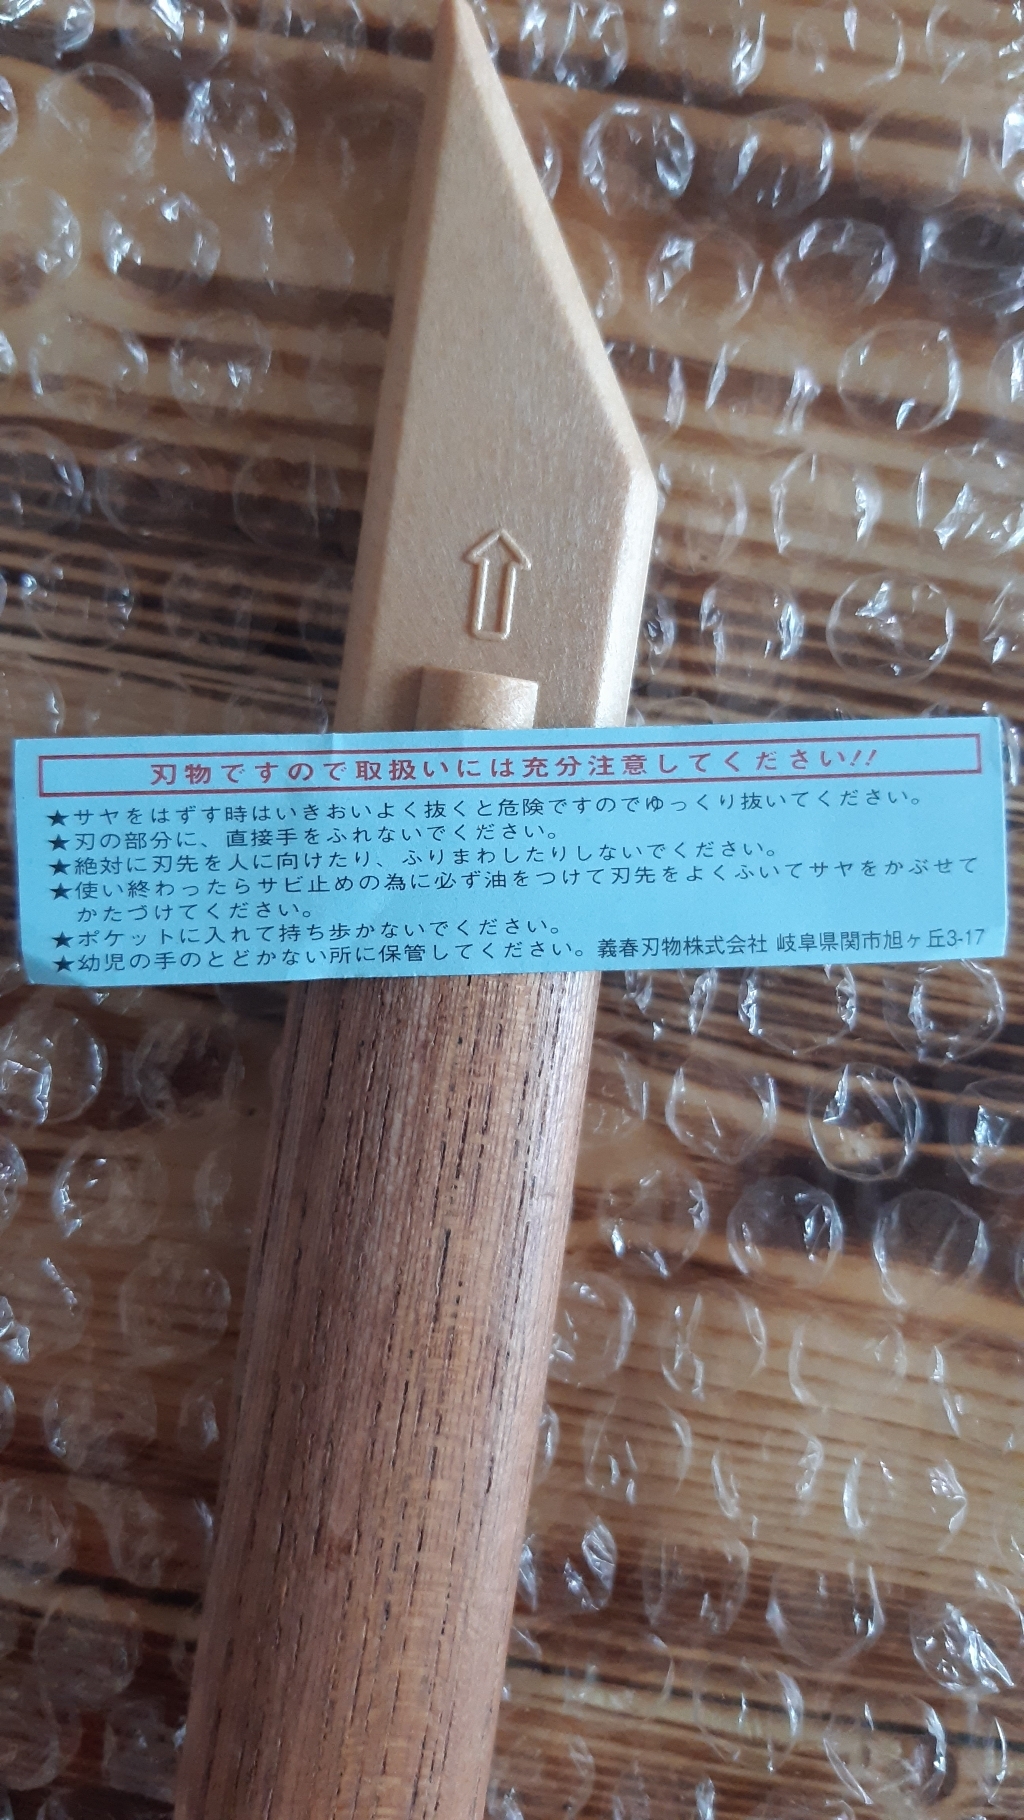 刃物ですので取扱いには充分注意してください!!
★サヤをはずす時はいきおいよく抜くと危険ですのでゆっくり抜いてください。
★刃の部分に、直接手をふれないでください。
★絶対に刃先を人に向けたり、ふりまわしたりしないでください。
★使い終わったらサビ止めの為に必ず油をつけて刃先をよくふいてサヤをかぶせて
かたづけてください。
★ポケットに入れて持ち歩かないでください。
★幼児の手のとどかない所に保管してください。義春刃物株式会社 岐阜県関市旭ヶ丘3-17